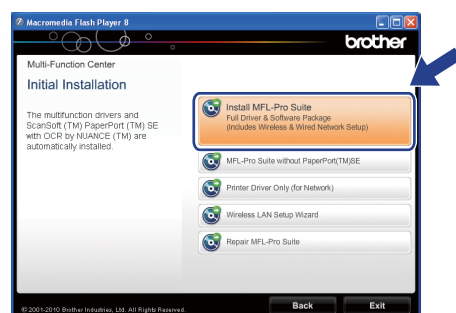 Macromedia Flash Player 8
brother
Multi-Function Center
Initial Installation
The multifunction drivers and
ScanSoft (TM) PaperPort (TM) SE
with OCR by NUANCE (TM) are
automatically installed.
Install MFL-Pro Suite
Full Driver & Software Package
(Includes Wireless & Wired Network Setup)
MFL-Pro Suite without PaperPort(TM)SE
Printer Driver Only (for Network)
Wireless LAN Setup Wizard
Repair MFL-Pro Suite
© 2001-2010 Brother Industries, Ltd. All Rights Reserved.
Back
Exit